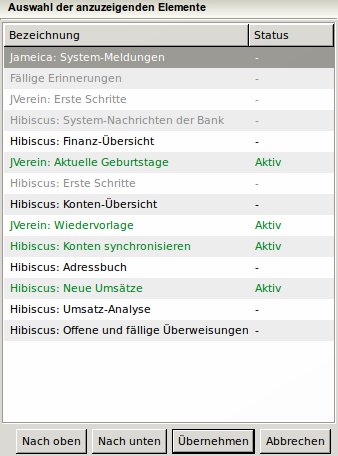 Auswahl der anzuzeigenden Elemente
Bezeichnung Status
Jameica: System-Meldungen -
Fällige Erinnerungen -
JVerein: Erste Schritte -
Hibiscus: System-Nachrichten der Bank -
Hibiscus: Finanz-Übersicht -
JVerein: Aktuelle Geburtstage Aktiv
Hibiscus: Erste Schritte -
Hibiscus: Konten-Übersicht -
JVerein: Wiedervorlage Aktiv
Hibiscus: Konten synchronisieren Aktiv
Hibiscus: Adressbuch -
Hibiscus: Neue Umsätze Aktiv
Hibiscus: Umsatz-Analyse -
Hibiscus: Offene und fällige Überweisungen -
Nach oben Nach unten Übernehmen Abbrechen